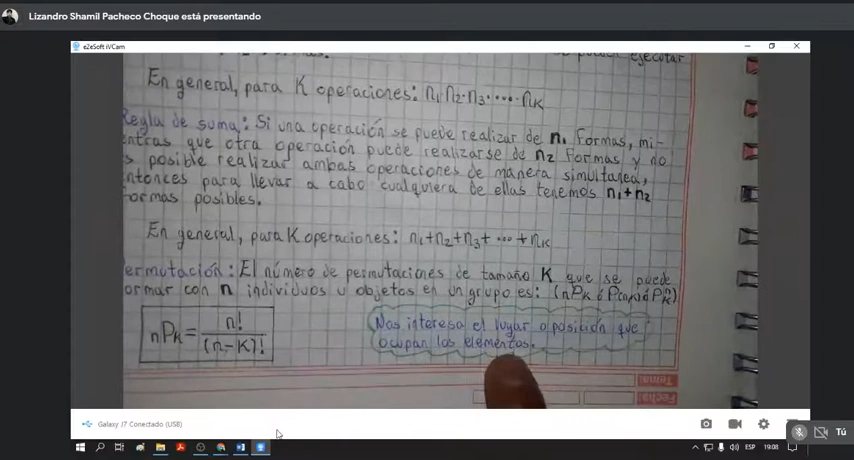 Lizandro Shamil Pacheco Choque está presentando
e2eSoft iVCam
ejecutar
En general, para K operaciones: n1·n2·n3·....·nK
Regla de suma: Si una operación se puede realizar de n1 formas, mi-
entras que otra operación puede realizarse de n2 formas y no
s posible realizar ambas operaciones de manera simultanea,
entonces para llevar a cabo cualquiera de ellas tenemos n1+n2
formas posibles.
En general, para K operaciones: n1+n2+n3+ ... +nK
ermutación: El número de permutaciones de tamaño K que se puede
ormar con n individuos u objetos en un grupo es: (nPK ó P(n,K) ó PnK)
nPK = n! / (n-K)!
Nos interesa el lugar o posición que
ocupan los elementos.
Tema:
Fecha:
Galaxy J7 Conectado (USB)
Tú
ESP
19:08